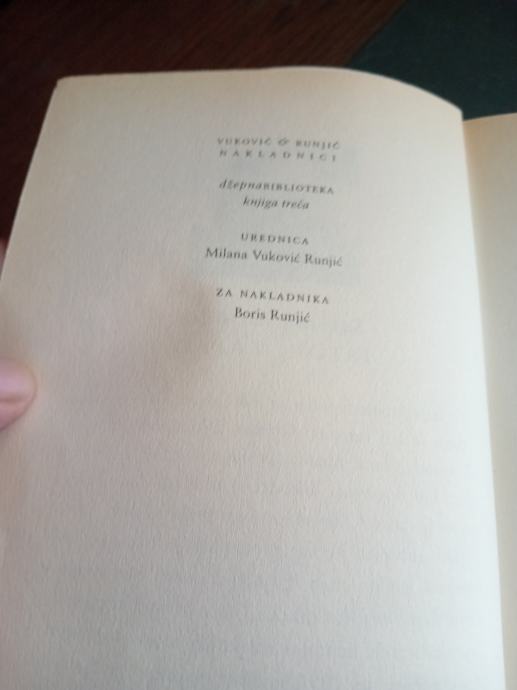 VUKOVIĆ & RUNJIĆ
NAKLADNICI
džepnaBIBLIOTEKA
knjiga treća
UREDNICA
Milana Vuković Runjić
ZA NAKLADNIKA
Boris Runjić